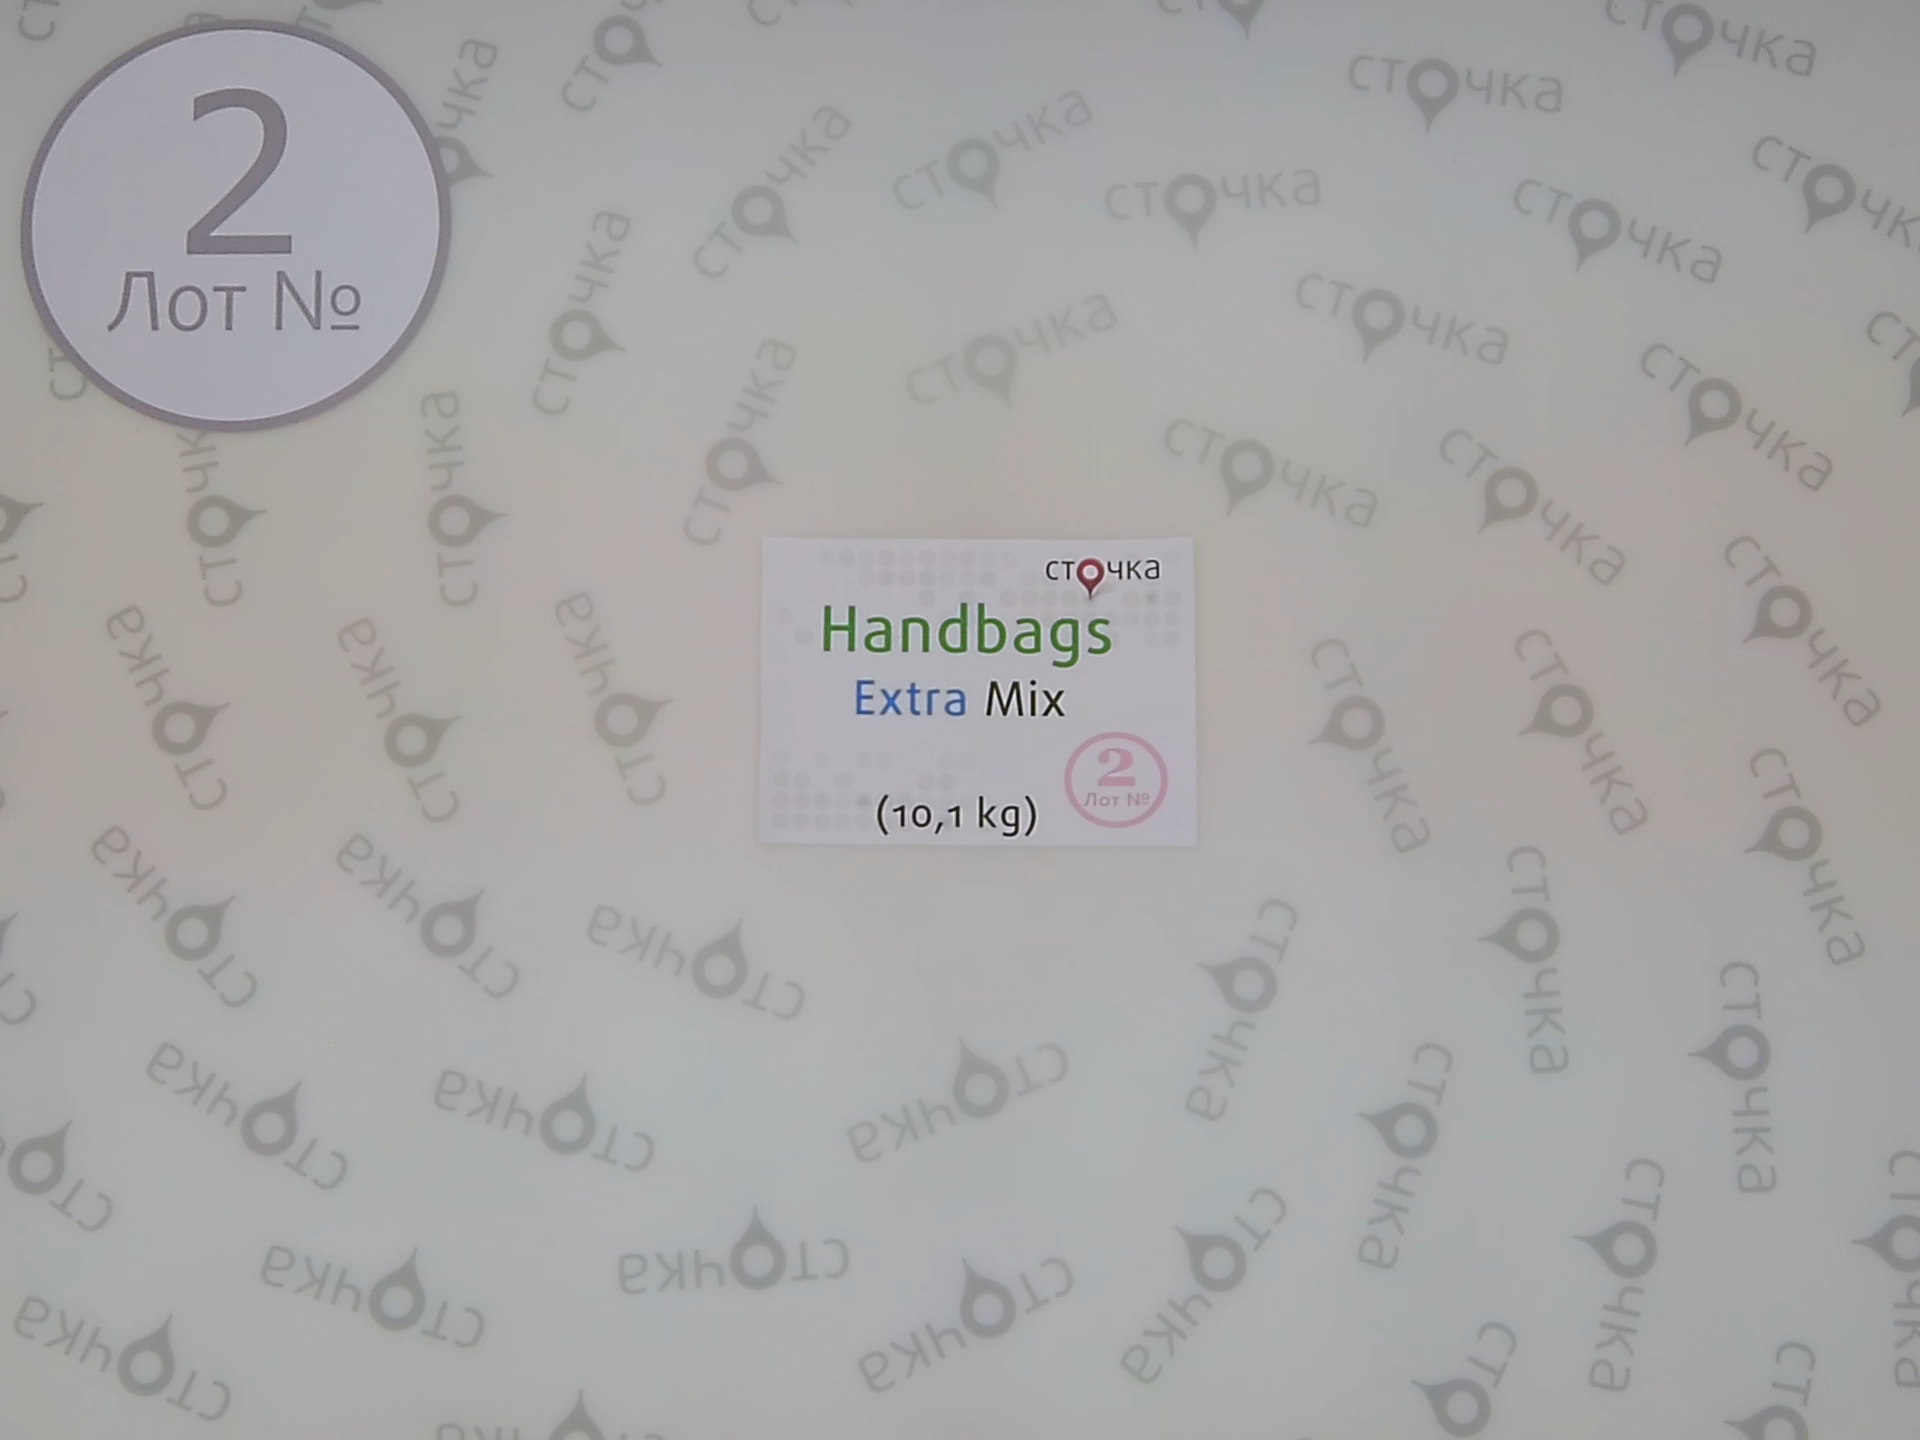 2
Лот №
сточка
Handbags
Extra Mix
2
Лот №
(10,1 kg)